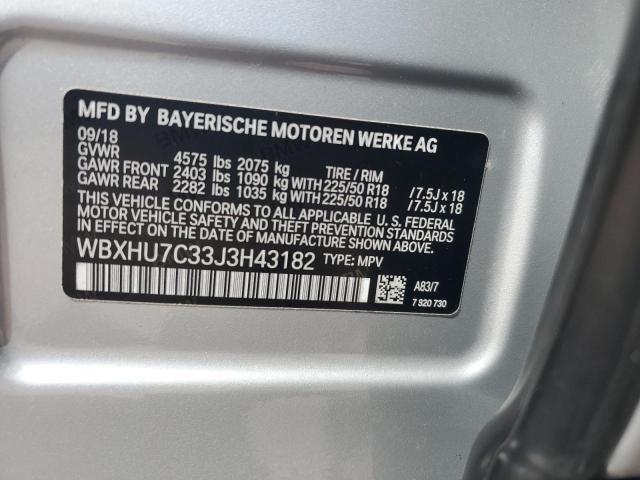 MFD BY BAYERISCHE MOTOREN WERKE AG
09/18
GVWR 4575 lbs 2075 kg TIRE / RIM
GAWR FRONT 2403 lbs 1090 kg WITH 225/50 R18 /7.5J x 18
GAWR REAR 2282 lbs 1035 kg WITH 225/50 R18 /7.5J x 18
THIS VEHICLE CONFORMS TO ALL APPLICABLE U. S. FEDERAL
MOTOR VEHICLE SAFETY AND THEFT PREVENTION STANDARDS
IN EFFECT ON THE DATE OF MANUFACTURE SHOWN ABOVE.
WBXHU7C33J3H43182 TYPE: MPV
A83/7
7 920 730